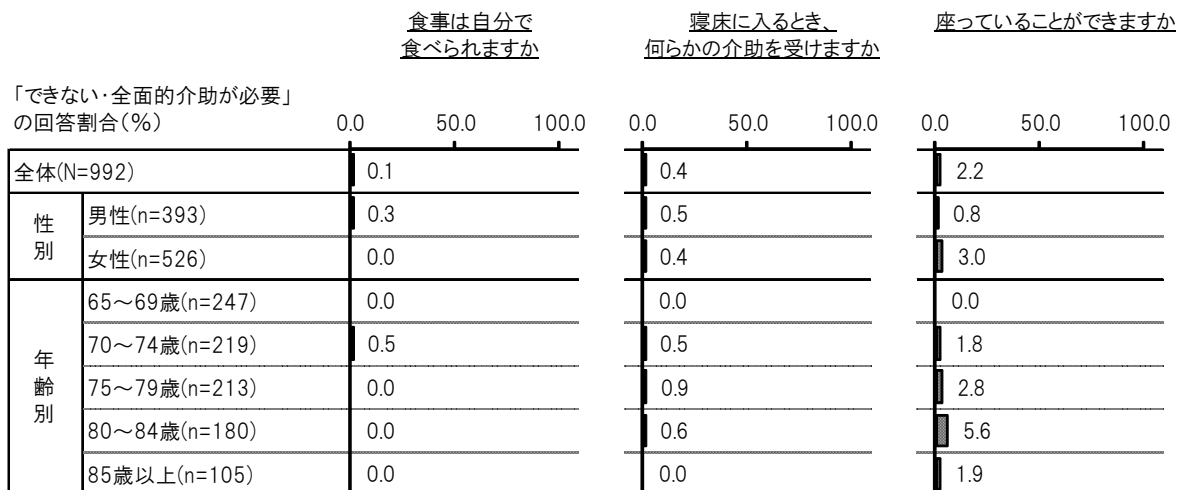 食事は自分で 寝床に入るとき、 座っていることができますか
食べられますか 何らかの介助を受けますか
「できない・全面的介助が必要」
の回答割合(%) 0.0 50.0 100.0 0.0 50.0 100.0 0.0 50.0 100.0
全体(N=992) 0.1 0.4 2.2
性別 男性(n=393) 0.3 0.5 0.8
女性(n=526) 0.0 0.4 3.0
年齢別 65～69歳(n=247) 0.0 0.0 0.0
70～74歳(n=219) 0.5 0.5 1.8
75～79歳(n=213) 0.0 0.9 2.8
80～84歳(n=180) 0.0 0.6 5.6
85歳以上(n=105) 0.0 0.0 1.9